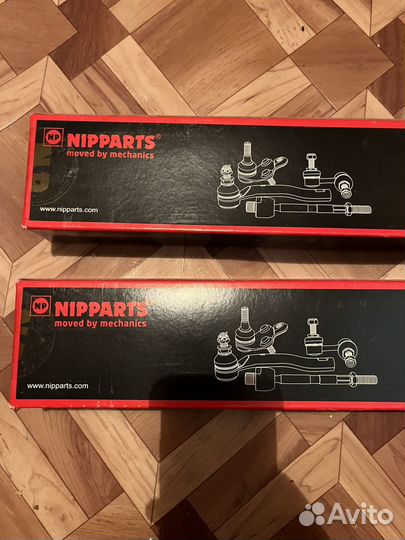 NP NIPPARTS®
moved by mechanics
www.nipparts.com
NP NIPPARTS
moved by mechanics
www.nipparts.com
Avito